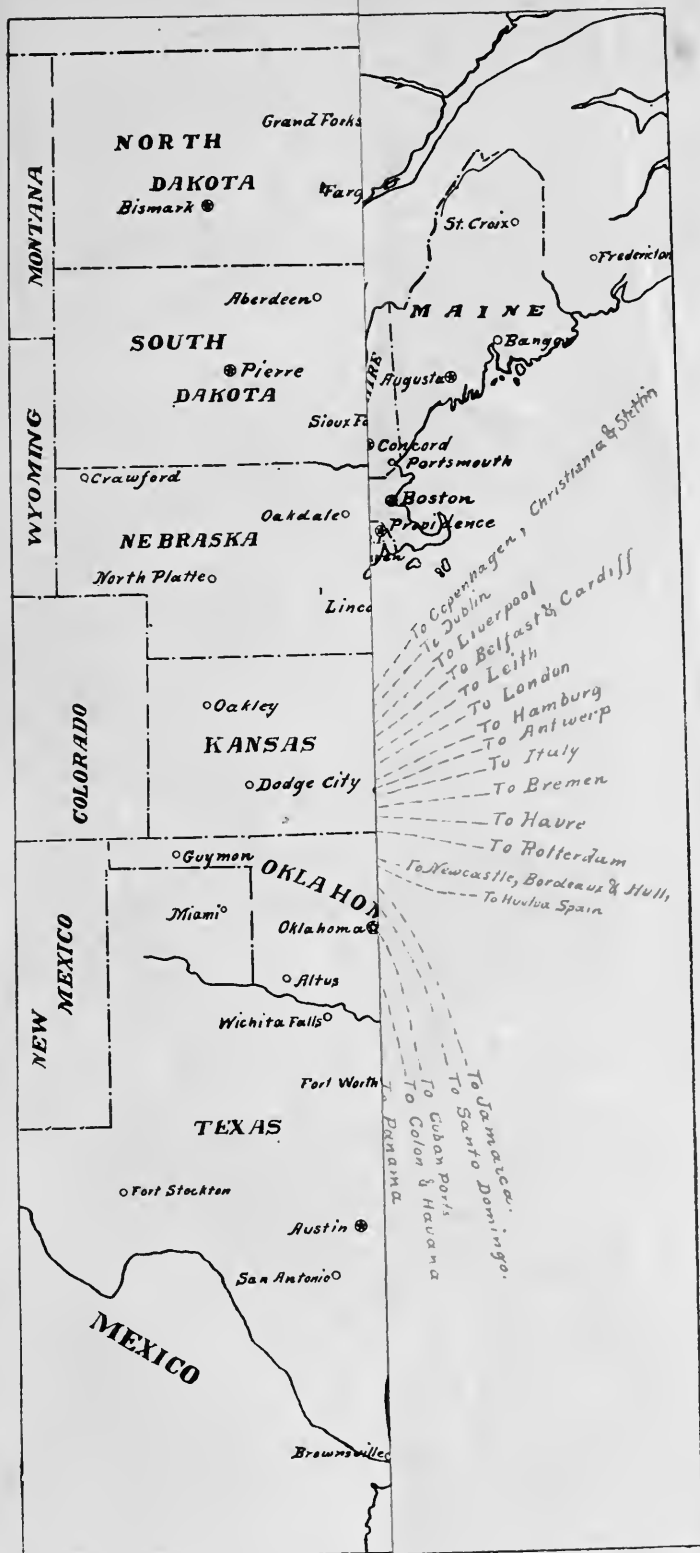 Grand Forks
NORTH
DAKOTA
Farg
Bismark
MONTANA
St. Croix
Fredericton
Aberdeen
MAINE
SOUTH
DAKOTA
Pierre
Bangor
IRE
Augusta
Sioux Fa
Concord
Portsmouth
WYOMING
Crawford
Boston
Oakdale
Providence
NEBRASKA
North Platte
Linco
To Copenhagen, Christiania & Stettin
To Dublin
To Liverpool
To Belfast & Cardiff
To Leith
To London
To Hamburg
To Antwerp
To Italy
To Bremen
To Havre
To Rotterdam
To Newcastle, Bordeaux & Hull,
To Huelua Spain
COLORADO
Oakley
KANSAS
Dodge City
Guymon
OKLAHOM
Miami
Oklahoma
NEW
MEXICO
Altus
Wichita Falls
Fort Worth
TEXAS
To Jamaica.
To Santo Domingo.
To Cuban Ports
To Colon & Havana
To Panama
Fort Stockton
Austin
San Antonio
MEXICO
Brownsville